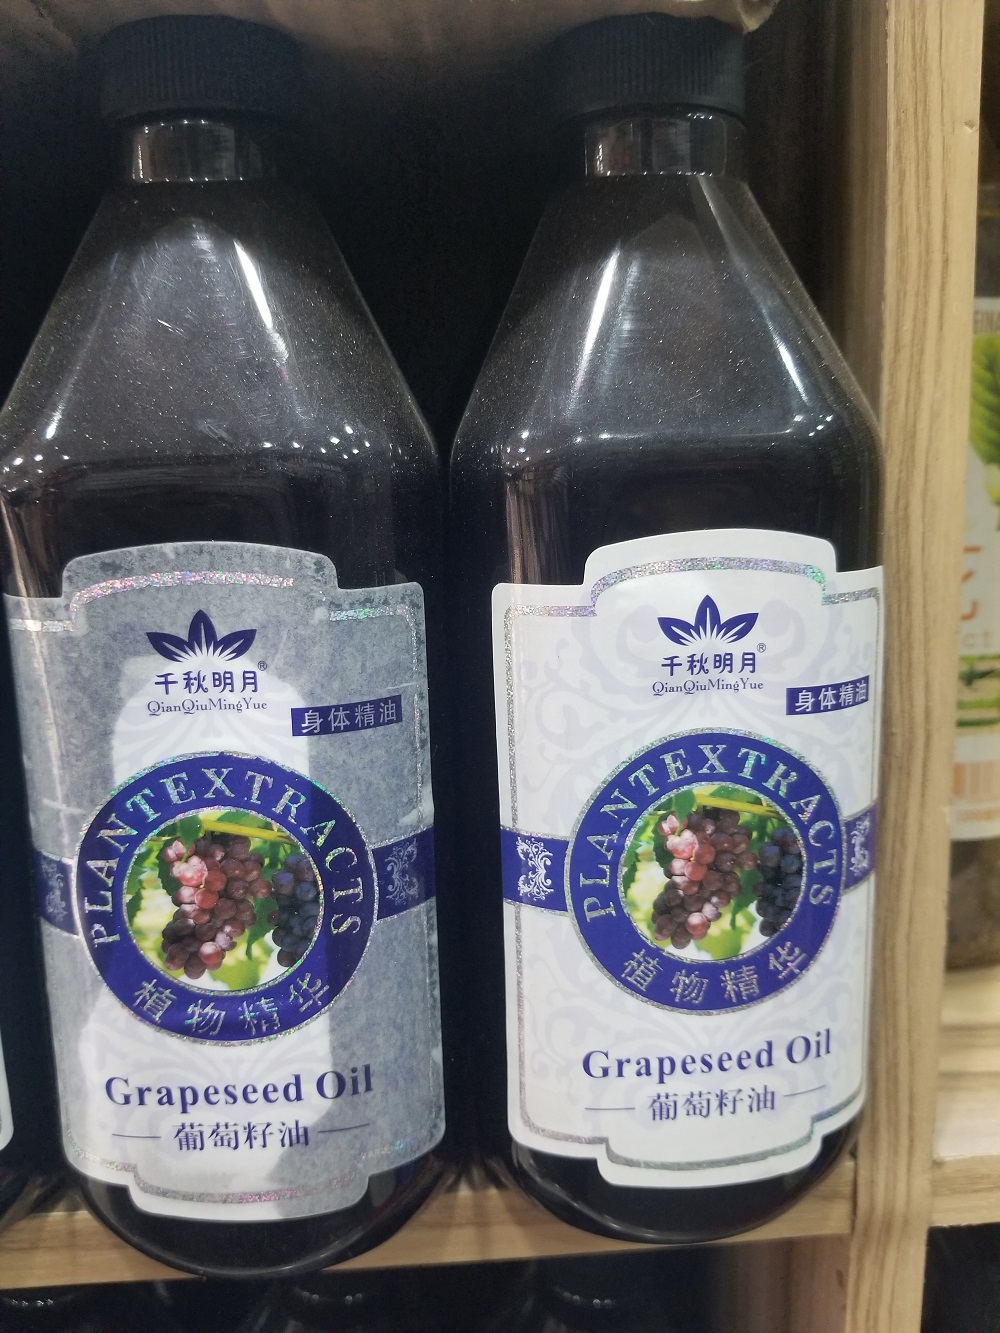 千秋明月®
QianQiuMingYue
身体精油
PLANTEXTRACTS
植物精华
Grapeseed Oil
葡萄籽油
千秋明月®
QianQiuMingYue
身体精油
PLANTEXTRACTS
植物精华
Grapeseed Oil
葡萄籽油